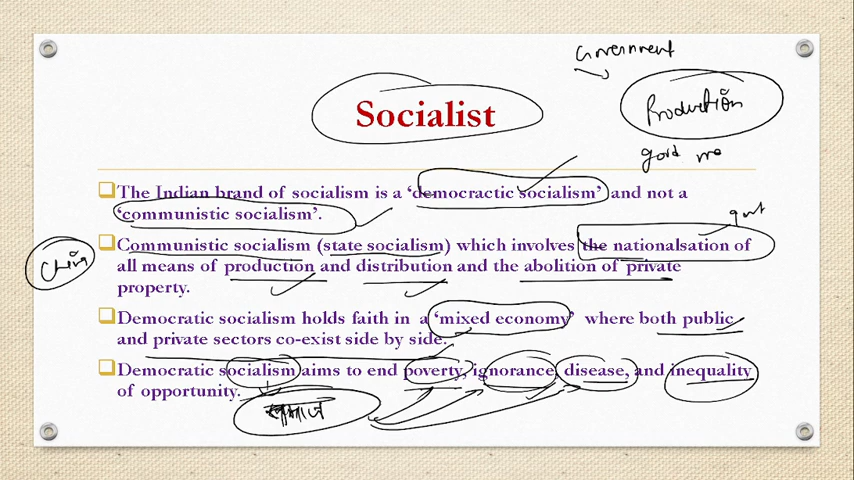 Government
Socialist
Production
The Indian brand of socialism is a ‘democractic socialism’ and not a
‘communistic socialism’.
govt
Communistic socialism (state socialism) which involves the nationalsation of
China
all means of production and distribution and the abolition of private
property.
Democratic socialism holds faith in a ‘mixed economy’ where both public
and private sectors co-exist side by side.
Democratic socialism aims to end poverty, ignorance, disease, and inequality
of opportunity.
समाज